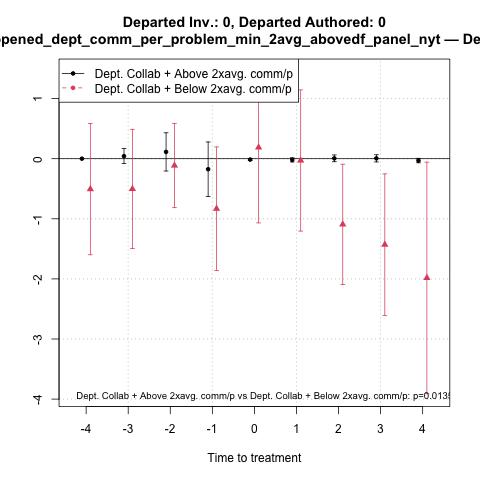 Departed Inv.: 0, Departed Authored: 0
opened_dept_comm_per_problem_min_2avg_abovedf_panel_nyt — De
Dept. Collab + Above 2xavg. comm/p
Dept. Collab + Below 2xavg. comm/p
1
0
-1
-2
-3
-4
Dept. Collab + Above 2xavg. comm/p vs Dept. Collab + Below 2xavg. comm/p: p=0.0135
-4 -3 -2 -1 0 1 2 3 4
Time to treatment